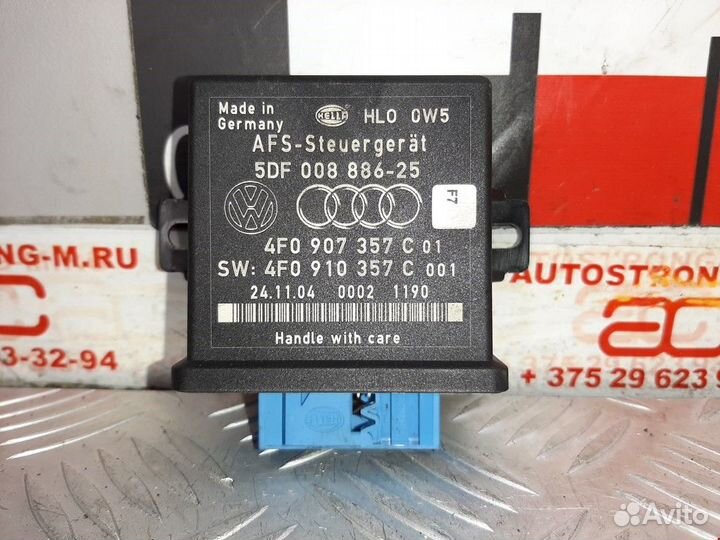 Made in
Germany
HELLA
HLO 0W5
AFS-Steuergerät
5DF 008 886-25
F7
4F0 907 357 C 01
SW: 4F0 910 357 C 001
24.11.04 0002 1190
Handle with care
ONG-M.RU
AUTOSTRONG
3-32-94
+ 375 29 623
HELLA
Avito